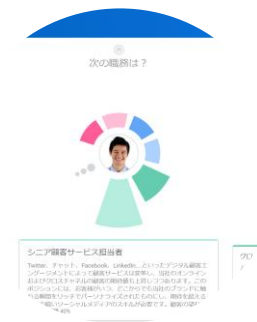 次の職務は？
シニア顧客サービス担当者
Twitter、チャット、Facebook、LinkedIn、といったデジタル顧客エ
ンゲージメントによって顧客サービスは変革し、当社のオンライン
およびクロスチャネルの顧客の期待値も上昇しつつあります。この
ポジションには、お客様がいつ、どこからでも当社のブランドに触
れる瞬間をリッチでパーソナライズされたものにし、期待を超える
ソーシャルメディアのスキルが必要です。顧客の
40%